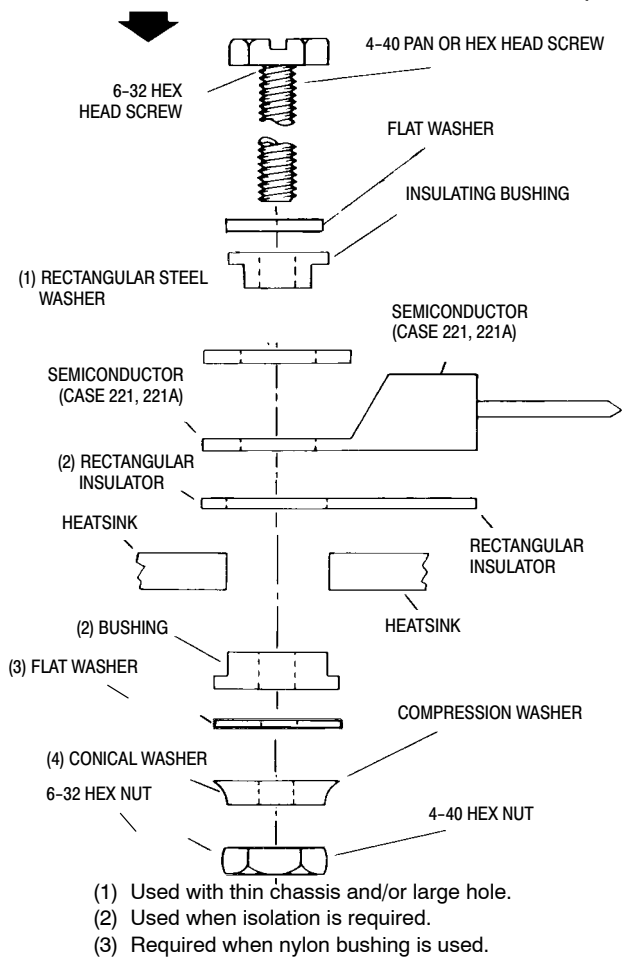 4-40 PAN OR HEX HEAD SCREW
6-32 HEX
HEAD SCREW
FLAT WASHER
INSULATING BUSHING
(1) RECTANGULAR STEEL
WASHER
SEMICONDUCTOR
(CASE 221, 221A)
SEMICONDUCTOR
(CASE 221, 221A)
(2) RECTANGULAR
INSULATOR
HEATSINK
RECTANGULAR
INSULATOR
HEATSINK
(2) BUSHING
(3) FLAT WASHER
COMPRESSION WASHER
(4) CONICAL WASHER
6-32 HEX NUT
4-40 HEX NUT
(1) Used with thin chassis and/or large hole.
(2) Used when isolation is required.
(3) Required when nylon bushing is used.